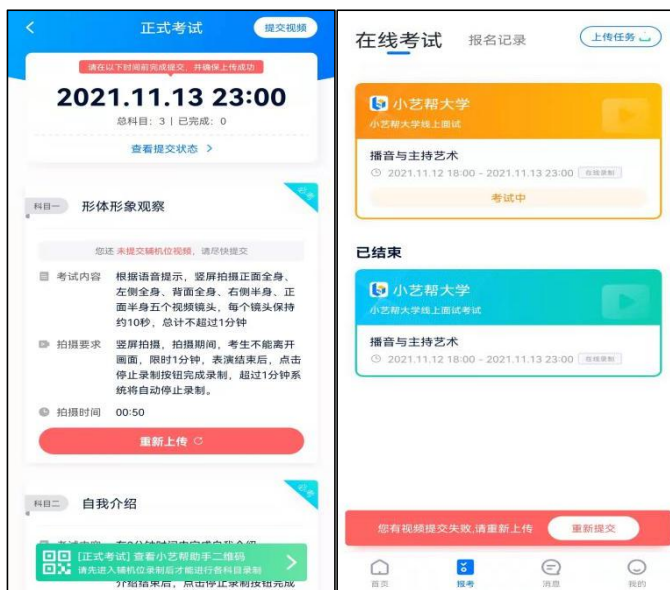 正式考试
提交视频
请在以下时间前完成提交，并确保上传成功
2021.11.13 23:00
总科目：3 | 已完成：0
查看提交状态 >
科目一
形体形象观察
必考
您还 未提交辅机位视频，请尽快提交
考试内容
根据语音提示，竖屏拍摄正面全身、
左侧全身、背面全身、右侧半身、正
面半身五个视频镜头，每个镜头保持
约10秒，总计不超过1分钟
拍摄要求
竖屏拍摄，拍摄期间，考生不能离开
画面，限时1分钟，表演结束后，点击
停止录制按钮完成录制，超过1分钟系
统将自动停止录制。
拍摄时间
00:50
重新上传
科目二
自我介绍
必考
[正式考试] 查看小艺帮助手二维码
请先进入辅机位录制后才能进行各科目录制
介绍结束后，点击停止录制按钮完成
在线考试
报名记录
上传任务
小艺帮大学
小艺帮大学线上面试
播音与主持艺术
2021.11.12 18:00 - 2021.11.13 23:00
在线录制
考试中
已结束
小艺帮大学
小艺帮大学线上面试考试
播音与主持艺术
2021.11.12 18:00 - 2021.11.13 23:00
在线录制
您有视频提交失败,请重新上传
重新提交
首页
报考
消息
我的